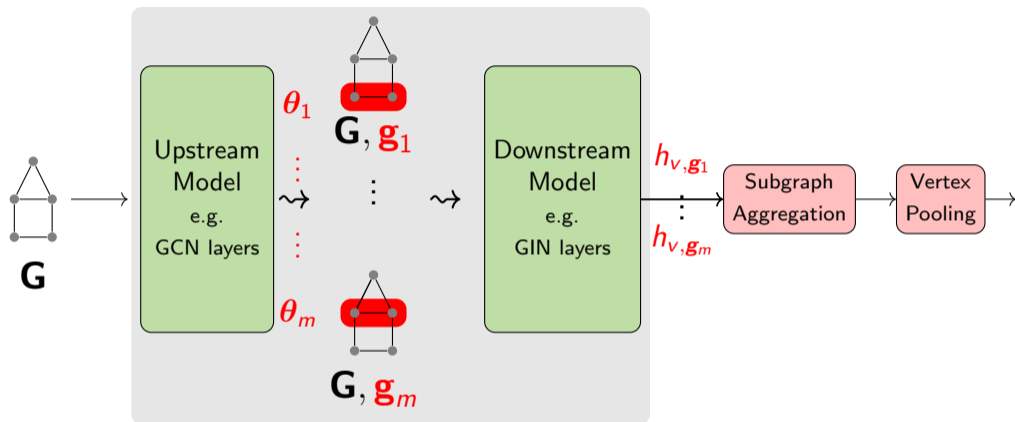 G
Upstream
Model
e.g.
GCN layers
θ₁
⋮
⋮
θₘ
G, g₁
⋮
G, gₘ
Downstream
Model
e.g.
GIN layers
hᵥ,g₁
⋮
hᵥ,gₘ
Subgraph
Aggregation
Vertex
Pooling